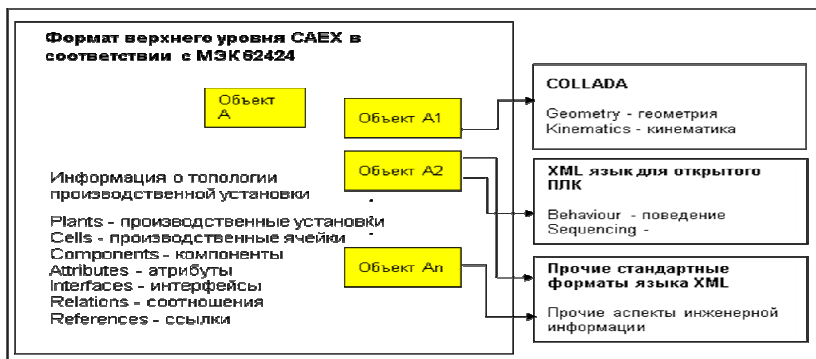 Формат верхнего уровня CAEX в
соответствии с МЭК 62424
Объект
А
Объект А1
Объект А2
Объект Аn
Информация о топологии
производственной установки
Plants - производственные установки
Cells - производственные ячейки
Components - компоненты
Attributes - атрибуты
Interfaces - интерфейсы
Relations - соотношения
References - ссылки
COLLADA
Geometry - геометрия
Kinematics - кинематика
XML язык для открытого
ПЛК
Behaviour - поведение
Sequencing -
Прочие стандартные
форматы языка XML
Прочие аспекты инженерной
информации